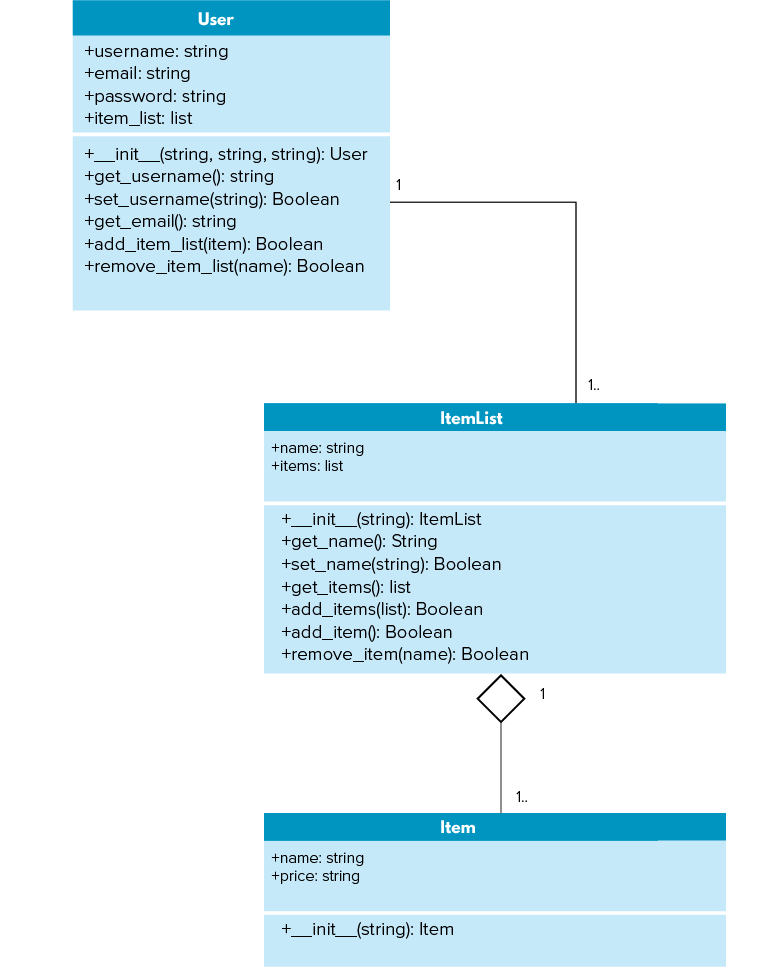 User
+username: string
+email: string
+password: string
+item_list: list
+__init__(string, string, string): User
+get_username(): string
+set_username(string): Boolean
+get_email(): string
+add_item_list(item): Boolean
+remove_item_list(name): Boolean
1
1..
ItemList
+name: string
+items: list
+__init__(string): ItemList
+get_name(): String
+set_name(string): Boolean
+get_items(): list
+add_items(list): Boolean
+add_item(): Boolean
+remove_item(name): Boolean
1
1..
Item
+name: string
+price: string
+__init__(string): Item